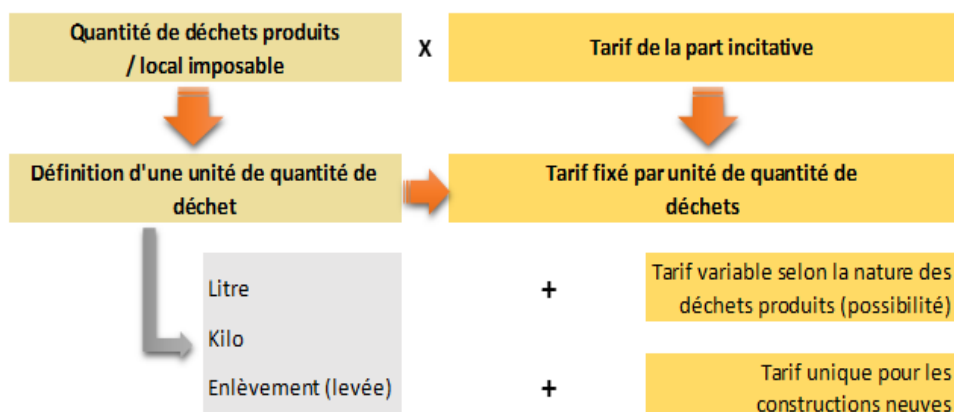 Quantité de déchets produits
/ local imposable
X
Tarif de la part incitative
Définition d'une unité de quantité de
déchet
Tarif fixé par unité de quantité de
déchets
Litre
Kilo
Enlèvement (levée)
+
Tarif variable selon la nature des
déchets produits (possibilité)
+
Tarif unique pour les
constructions neuves